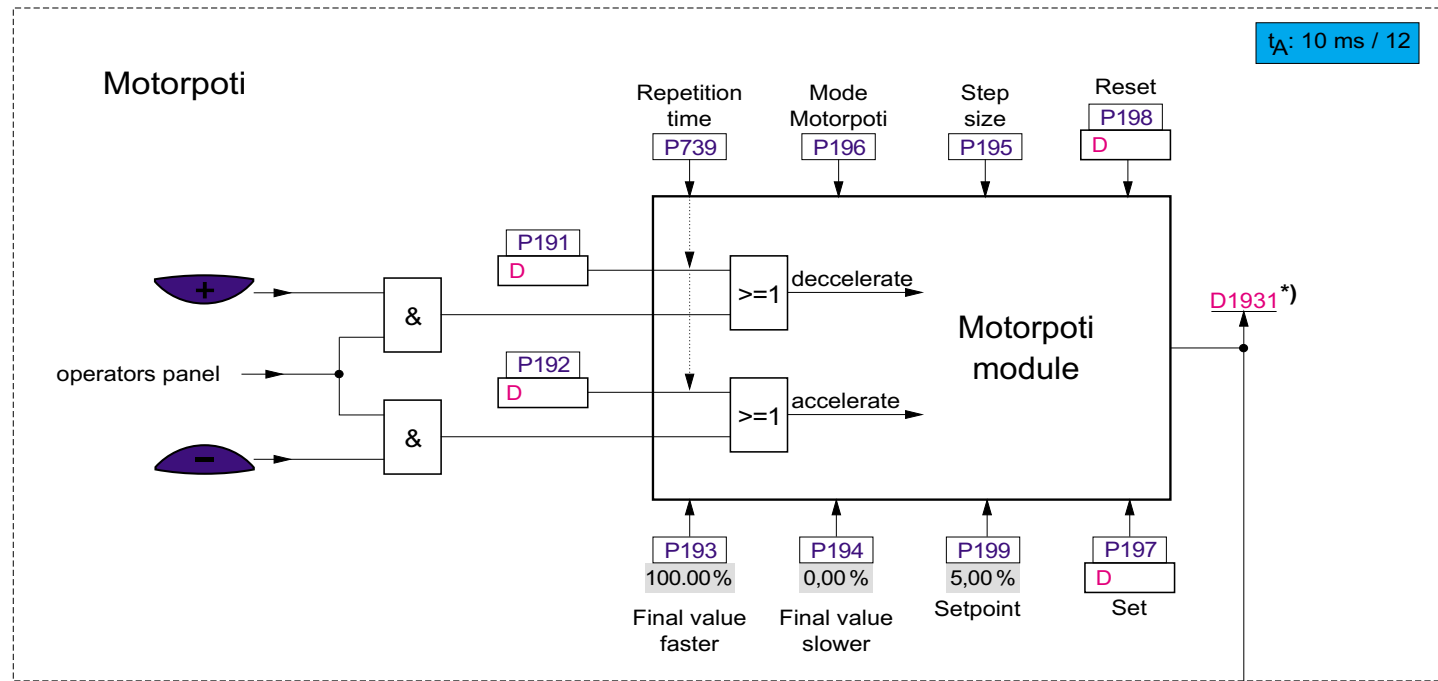 tA: 10 ms / 12
Motorpoti
Repetition
time
P739
Mode
Motorpoti
P196
Step
size
P195
Reset
P198
D
P191
D
+
&
>=1
deccelerate
D1931 *)
Motorpoti
module
operators panel
P192
D
>=1
accelerate
&
−
P193
100.00 %
Final value
faster
P194
0,00 %
Final value
slower
P199
5,00 %
Setpoint
P197
D
Set